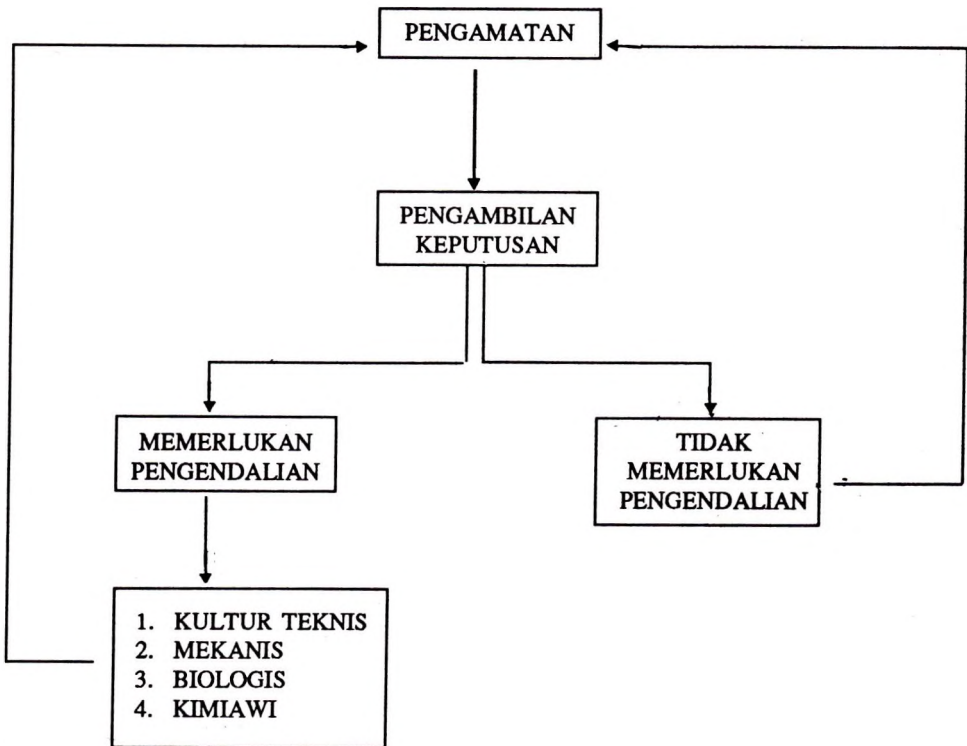 PENGAMATAN
PENGAMBILAN
KEPUTUSAN
MEMERLUKAN
PENGENDALIAN
TIDAK
MEMERLUKAN
PENGENDALIAN
1. KULTUR TEKNIS
2. MEKANIS
3. BIOLOGIS
4. KIMIAWI